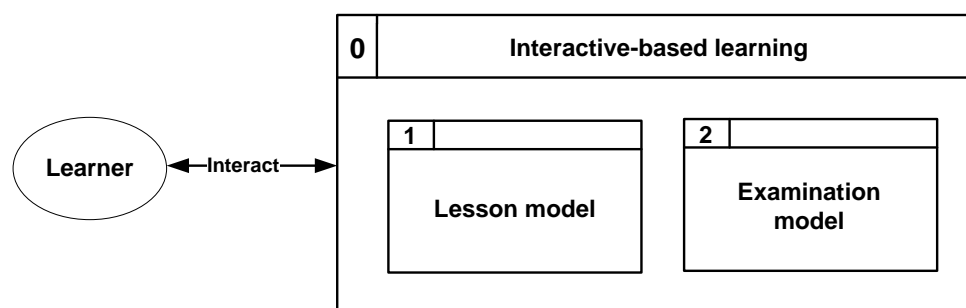 0
Interactive-based learning
Learner
Interact
1
Lesson model
2
Examination
model